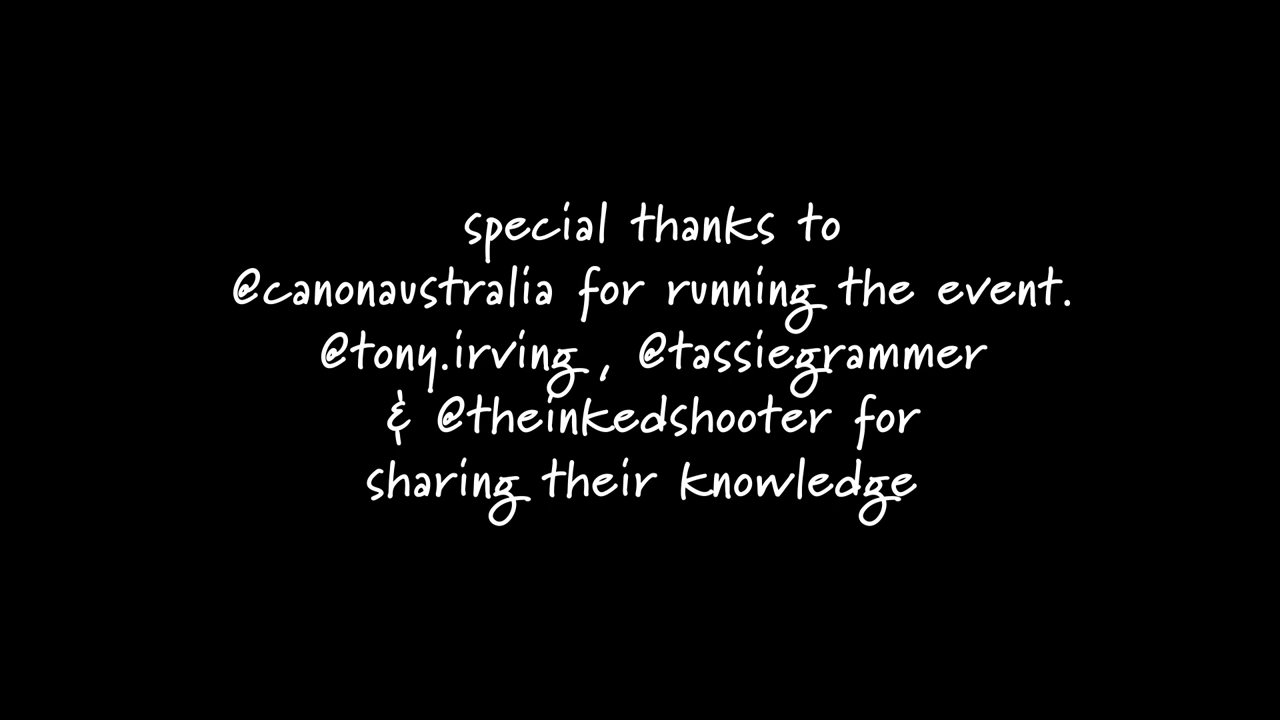 special thanks to
@canonaustralia for running the event.
@tony.irving , @tassiegrammer
& @theinkedshooter for
sharing their knowledge